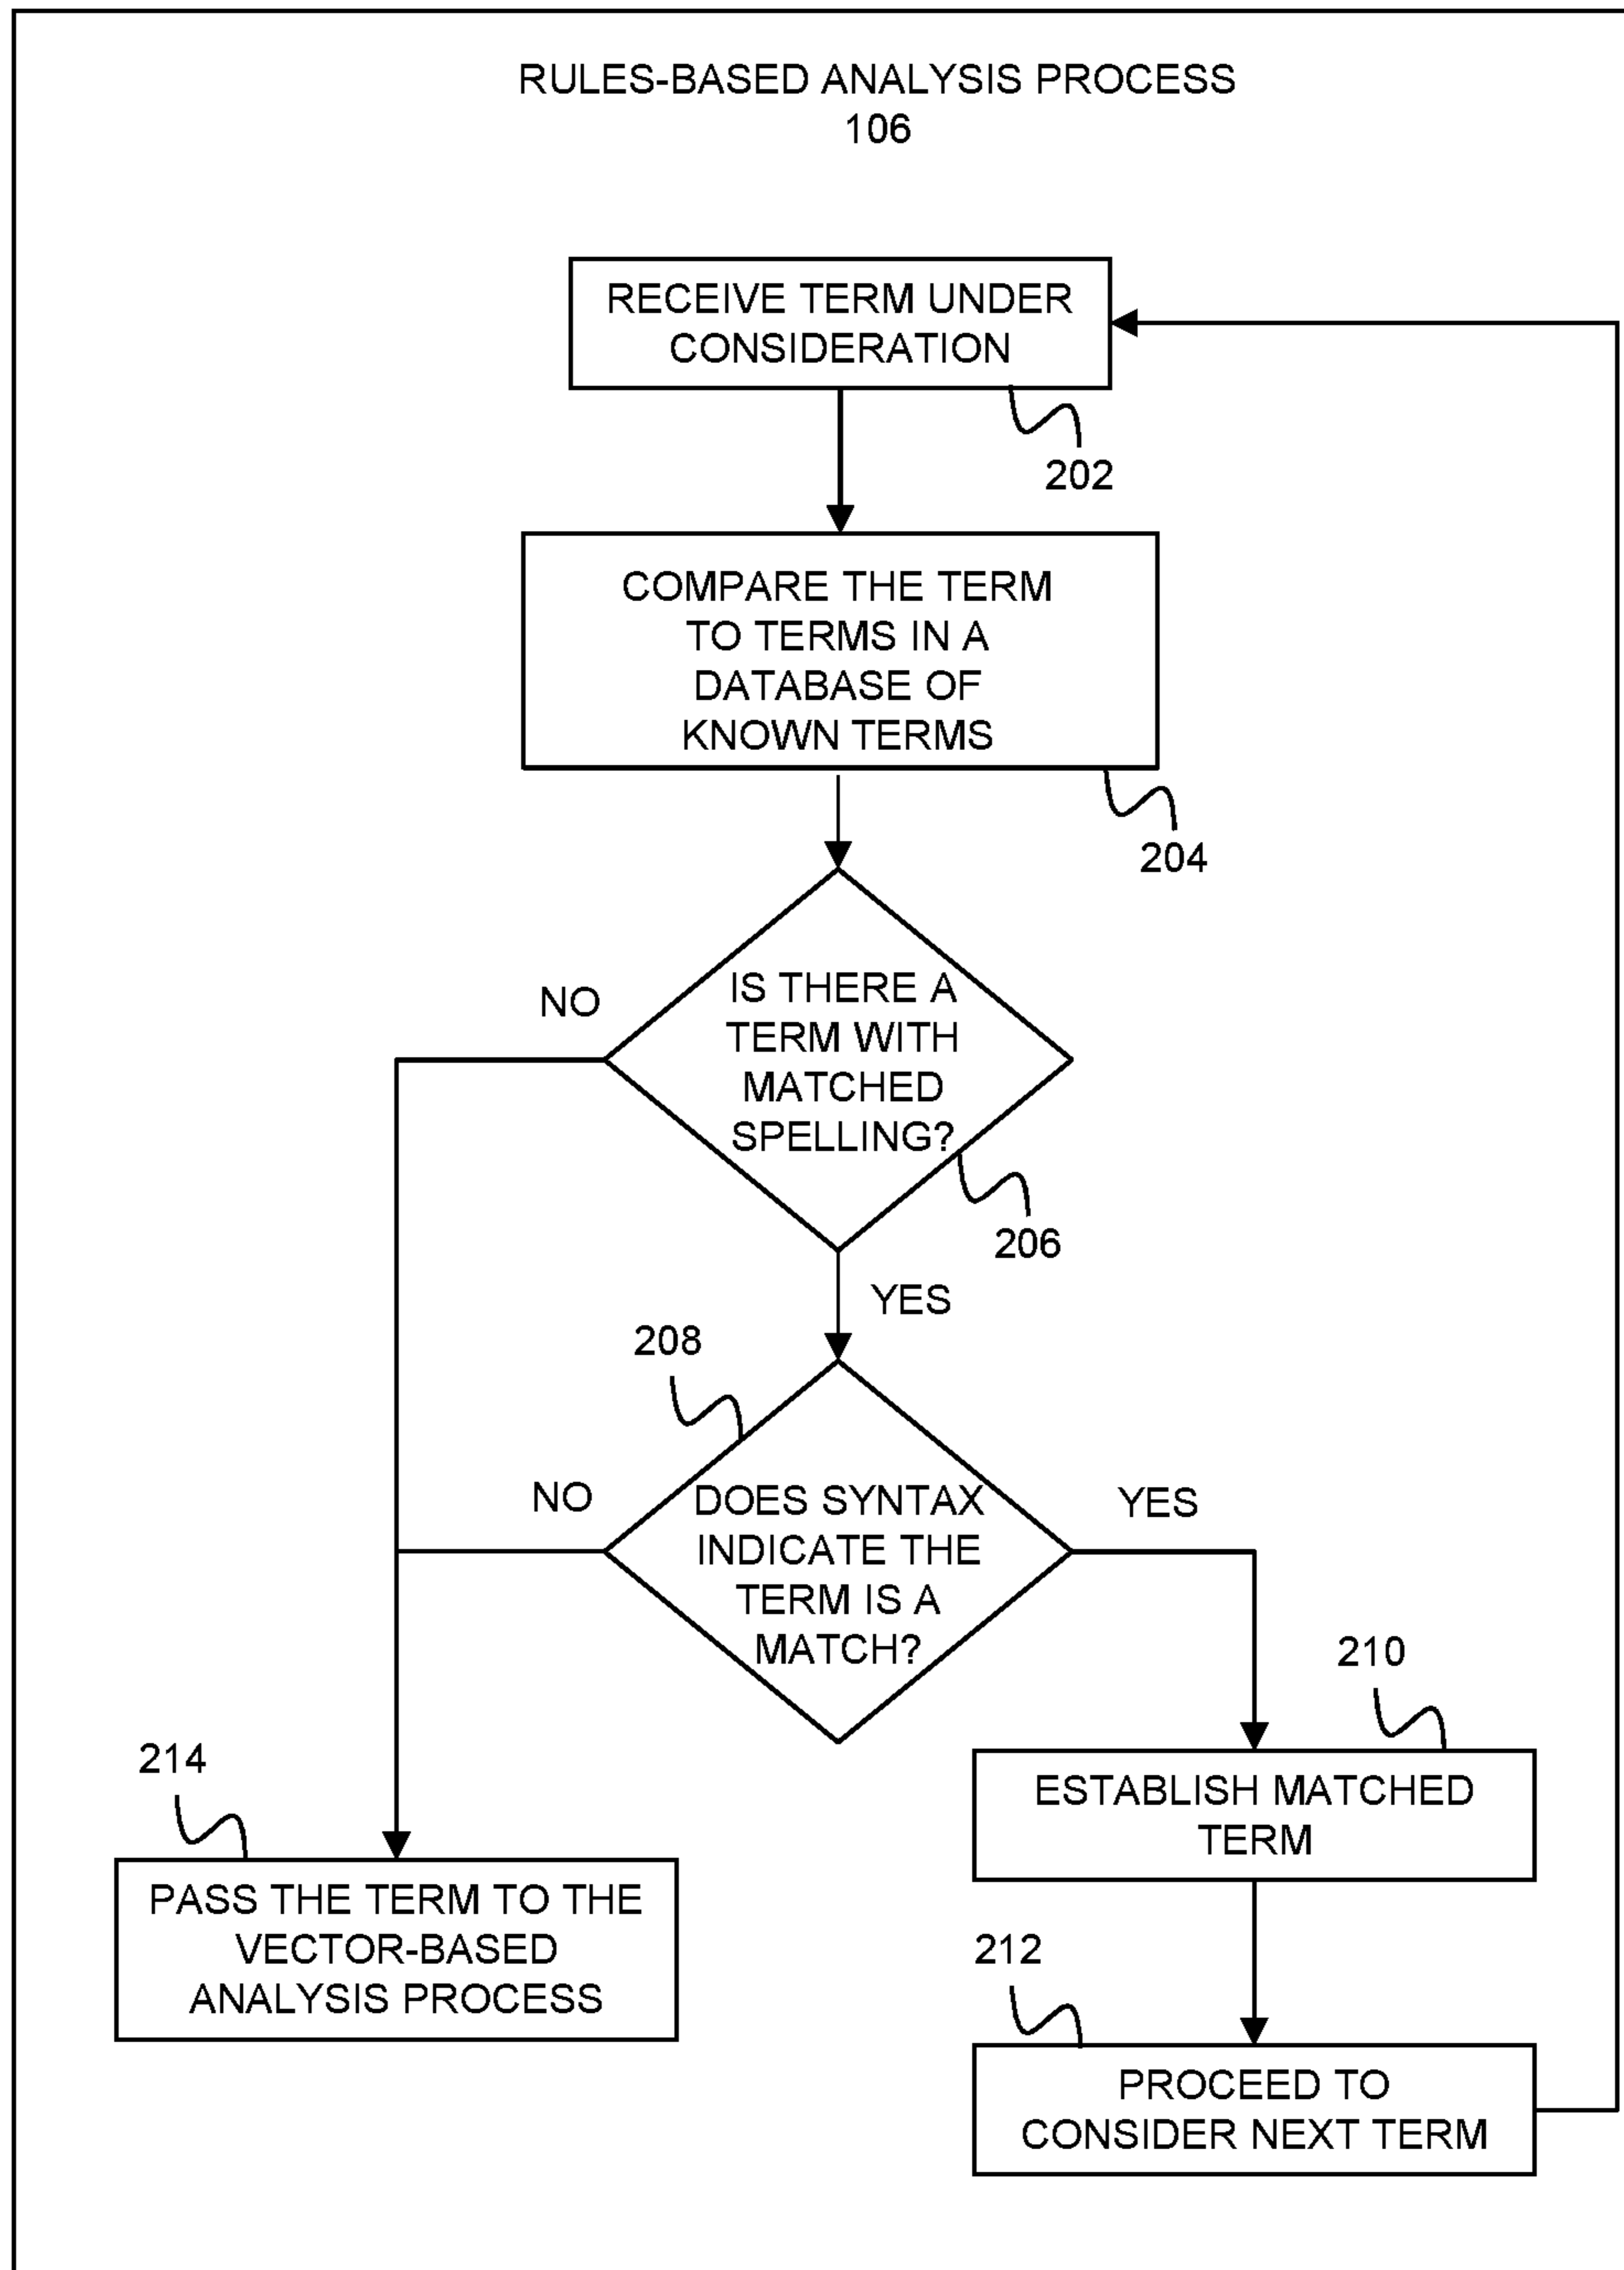 RULES-BASED ANALYSIS PROCESS
106
RECEIVE TERM UNDER
CONSIDERATION
202
COMPARE THE TERM
TO TERMS IN A
DATABASE OF
KNOWN TERMS
204
NO
IS THERE A
TERM WITH
MATCHED
SPELLING?
206
YES
208
NO
DOES SYNTAX
INDICATE THE
TERM IS A
MATCH?
YES
210
ESTABLISH MATCHED
TERM
214
PASS THE TERM TO THE
VECTOR-BASED
ANALYSIS PROCESS
212
PROCEED TO
CONSIDER NEXT TERM